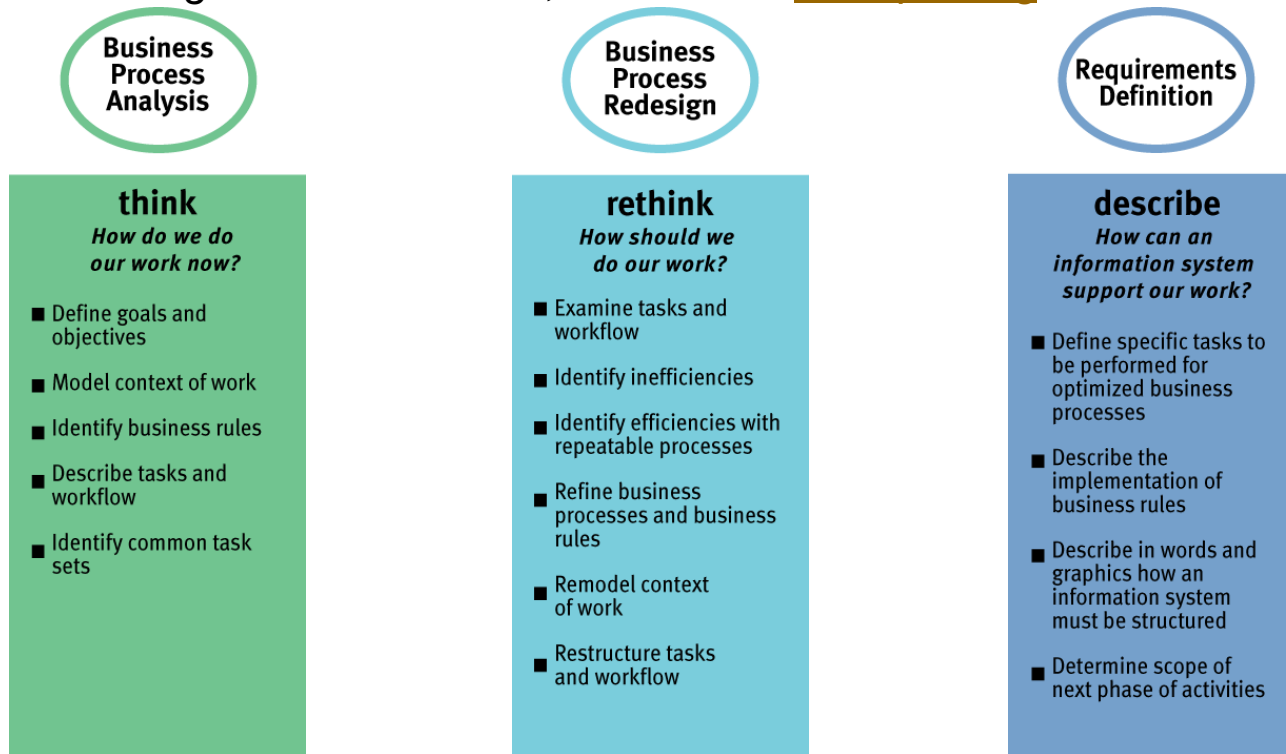 Business
Process
Analysis
think
How do we do
our work now?
■ Define goals and
objectives
■ Model context of work
■ Identify business rules
■ Describe tasks and
workflow
■ Identify common task
sets
Business
Process
Redesign
rethink
How should we
do our work?
■ Examine tasks and
workflow
■ Identify inefficiencies
■ Identify efficiencies with
repeatable processes
■ Refine business
processes and business
rules
■ Remodel context
of work
■ Restructure tasks
and workflow
Requirements
Definition
describe
How can an
information system
support our work?
■ Define specific tasks to
be performed for
optimized business
processes
■ Describe the
implementation of
business rules
■ Describe in words and
graphics how an
information system
must be structured
■ Determine scope of
next phase of activities